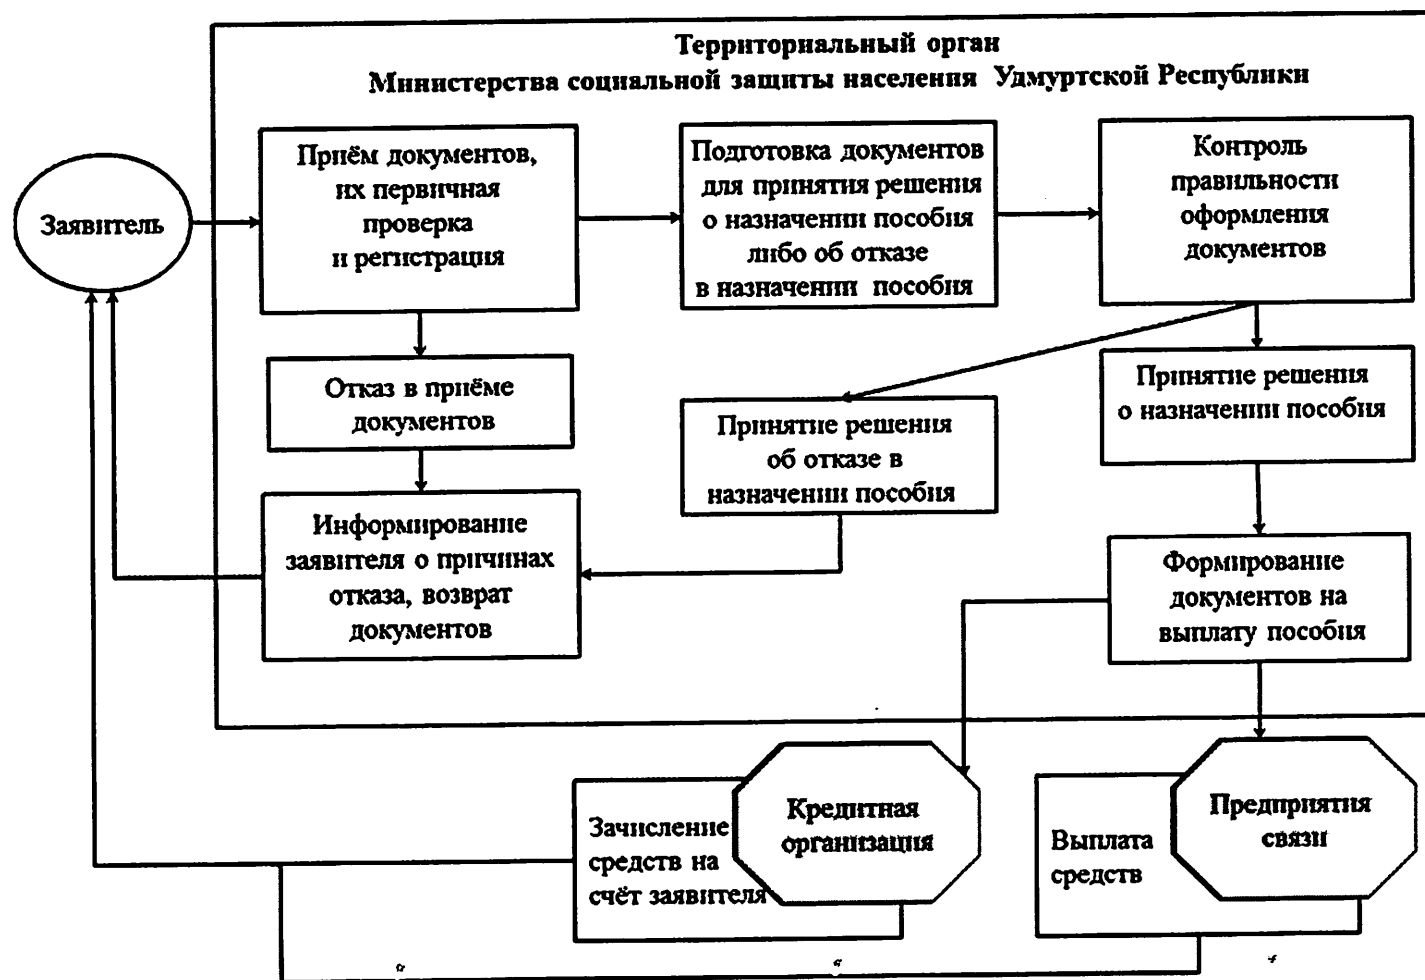 Территориальный орган
Министерства социальной защиты населения Удмуртской Республики
Заявитель
Приём документов,
их первичная
проверка
и регистрация
Подготовка документов
для принятия решения
о назначении пособия
либо об отказе
в назначении пособия
Контроль
правильности
оформления
документов
Отказ в приёме
документов
Принятие решения
об отказе в
назначении пособия
Принятие решения
о назначении пособия
Информирование
заявителя о причинах
отказа, возврат
документов
Формирование
документов на
выплату пособия
Зачисление
средств на
счёт заявителя
Кредитная
организация
Выплата
средств
Предприятия
связи